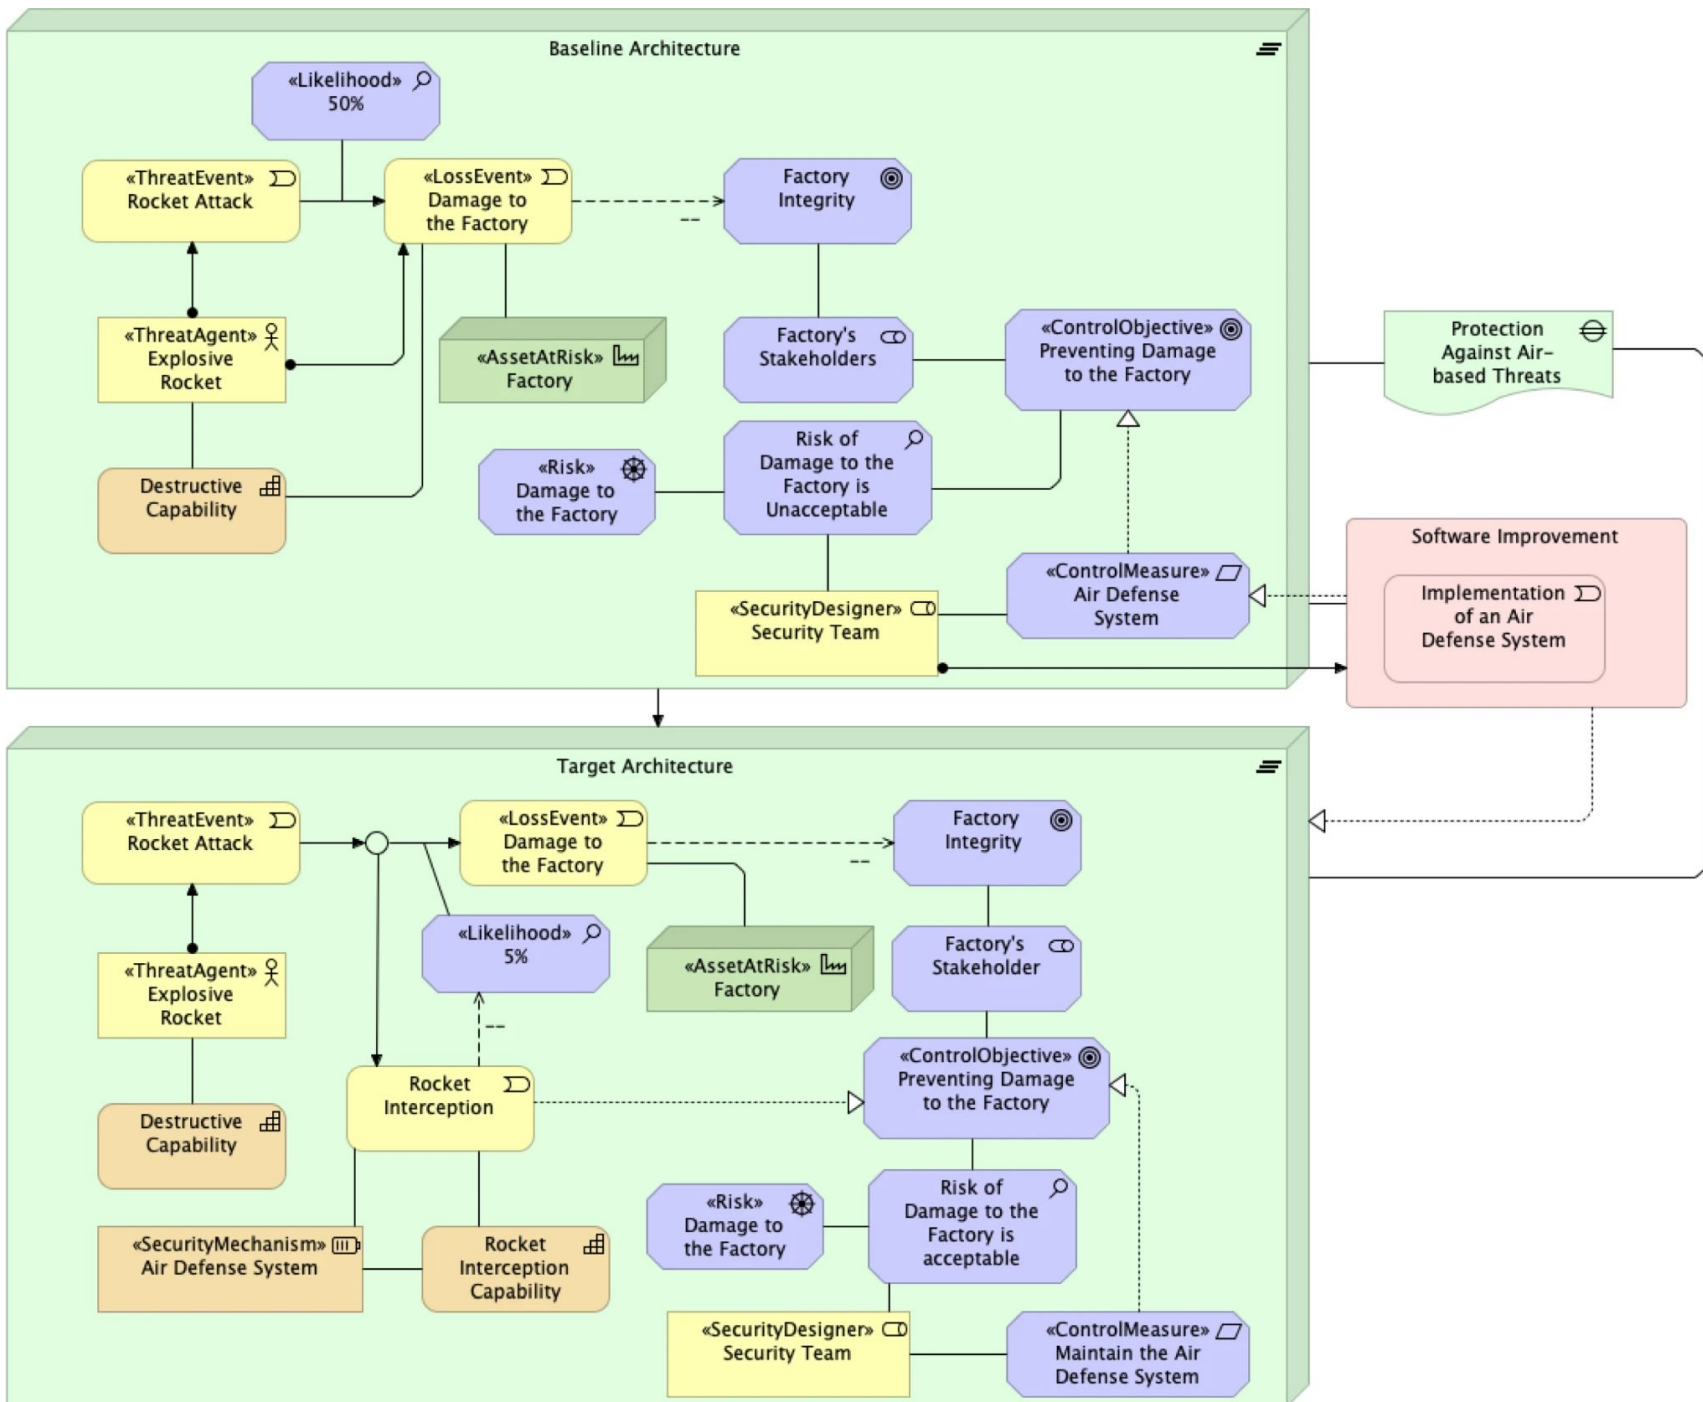 Baseline Architecture
«Likelihood»
50%
«ThreatEvent»
Rocket Attack
«LossEvent»
Damage to
the Factory
--
Factory
Integrity
«ThreatAgent»
Explosive
Rocket
«AssetAtRisk»
Factory
Factory's
Stakeholders
«ControlObjective»
Preventing Damage
to the Factory
Destructive
Capability
«Risk»
Damage to
the Factory
Risk of
Damage to the
Factory is
Unacceptable
«SecurityDesigner»
Security Team
«ControlMeasure»
Air Defense
System
Protection
Against Air-
based Threats
Software Improvement
Implementation
of an Air
Defense System
Target Architecture
«ThreatEvent»
Rocket Attack
«LossEvent»
Damage to
the Factory
--
Factory
Integrity
«Likelihood»
5%
--
«AssetAtRisk»
Factory
Factory's
Stakeholder
«ThreatAgent»
Explosive
Rocket
Rocket
Interception
«ControlObjective»
Preventing Damage
to the Factory
Destructive
Capability
«Risk»
Damage to
the Factory
Risk of
Damage to the
Factory is
acceptable
«SecurityMechanism»
Air Defense System
Rocket
Interception
Capability
«SecurityDesigner»
Security Team
«ControlMeasure»
Maintain the Air
Defense System